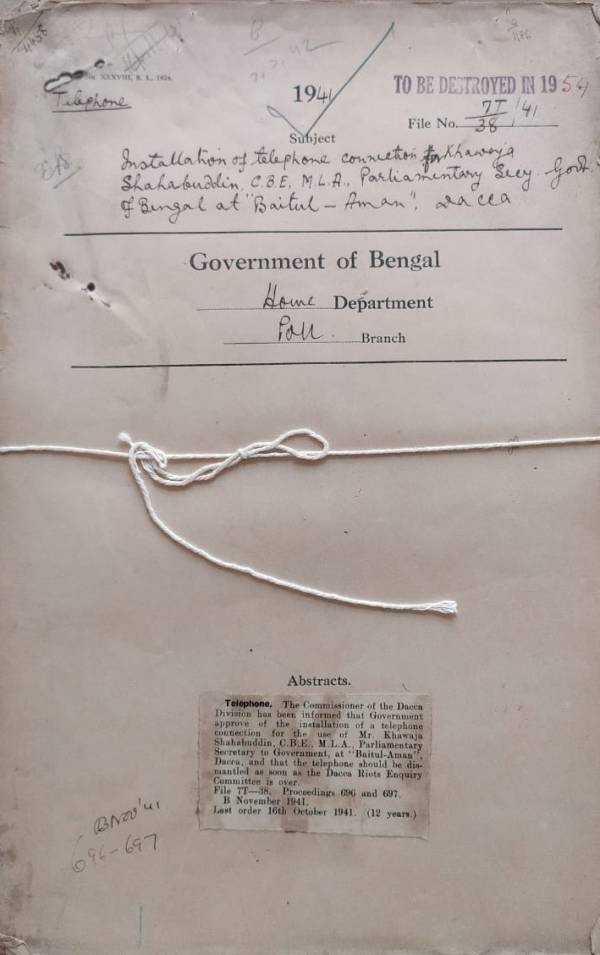 No. XXXVIII, S. L., 1924.
Telephone
1941
TO BE DESTROYED IN 1954
File No. 7T/38/41
Subject
Installation of telephone connection for Khawaja
Shahabuddin, C.B.E, M.L.A., Parliamentary Secy. Govt.
of Bengal at "Baitul-Aman", Dacca
Government of Bengal
Home Department
Poll. Branch
Abstracts.
Telephone. The Commissioner of the Dacca
Division has been informed that Government
approve of the installation of a telephone
connection for the use of Mr. Khawaja
Shahabuddin, C.B.E., M.L.A., Parliamentary
Secretary to Government, at "Baitul-Aman",
Dacca, and that the telephone should be dis-
mantled as soon as the Dacca Riots Enquiry
Committee is over.
File 7T—38. Proceedings 696 and 697.
B November 1941.
Last order 16th October 1941. (12 years.)
B Nov '41
696-697